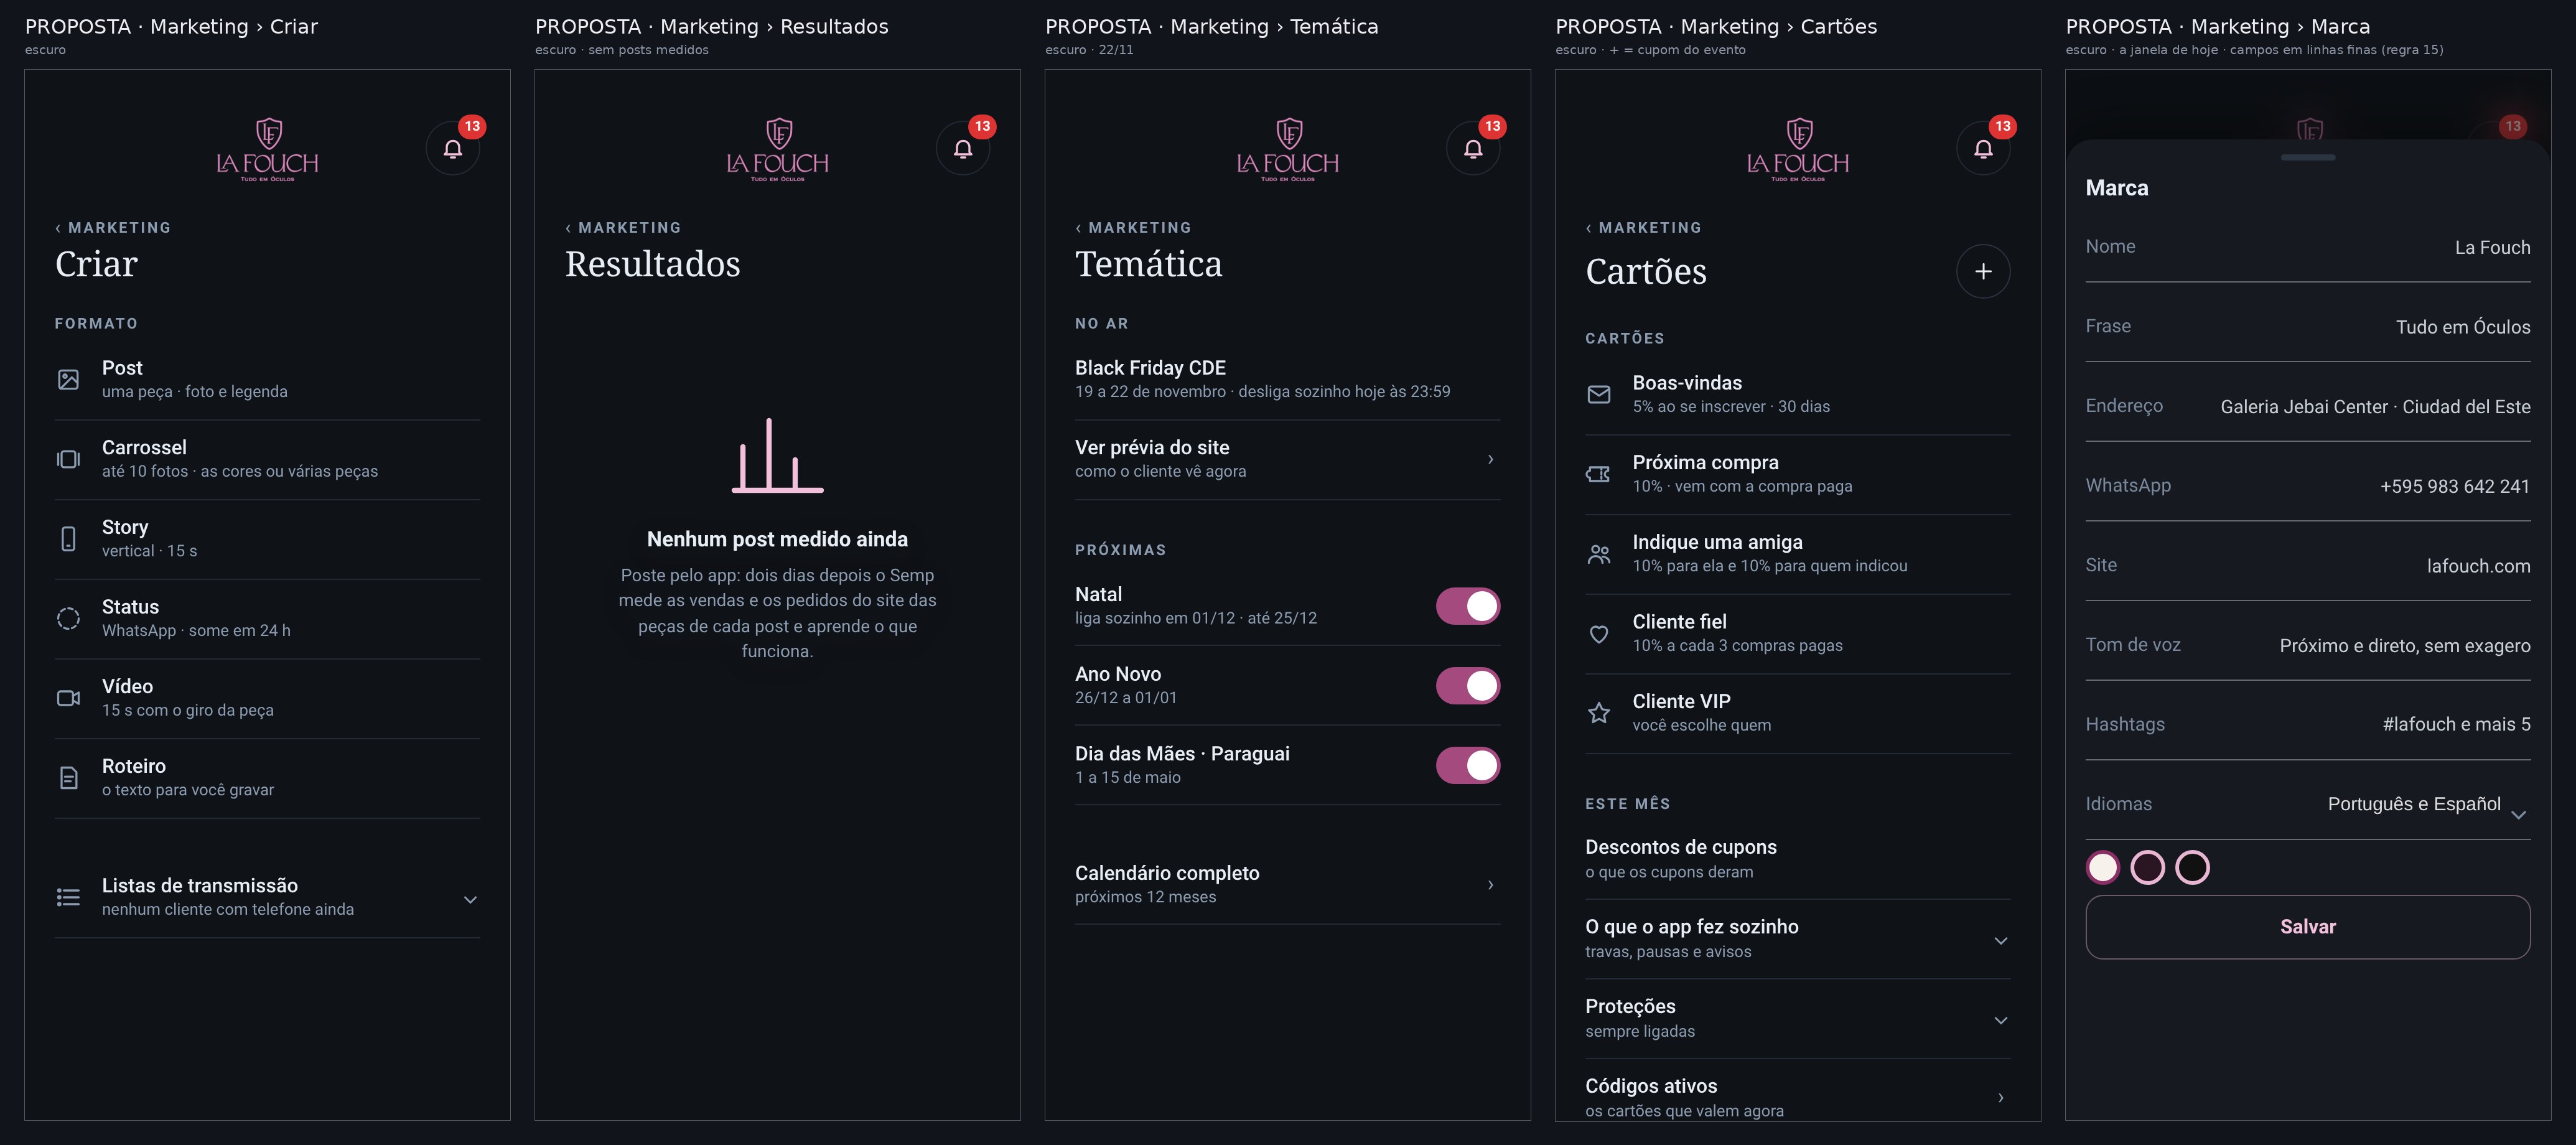 PROPOSTA · Marketing › Criar
escuro
13
LF
LA FOUCH
TUDO EM ÓCULOS
‹ MARKETING
Criar
FORMATO
Post
uma peça · foto e legenda
Carrossel
até 10 fotos · as cores ou várias peças
Story
vertical · 15 s
Status
WhatsApp · some em 24 h
Vídeo
15 s com o giro da peça
Roteiro
o texto para você gravar
Listas de transmissão
nenhum cliente com telefone ainda
PROPOSTA · Marketing › Resultados
escuro · sem posts medidos
13
LF
LA FOUCH
TUDO EM ÓCULOS
‹ MARKETING
Resultados
Nenhum post medido ainda
Poste pelo app: dois dias depois o Semp
mede as vendas e os pedidos do site das
peças de cada post e aprende o que
funciona.
PROPOSTA · Marketing › Temática
escuro · 22/11
13
LF
LA FOUCH
TUDO EM ÓCULOS
‹ MARKETING
Temática
NO AR
Black Friday CDE
19 a 22 de novembro · desliga sozinho hoje às 23:59
Ver prévia do site
como o cliente vê agora
›
PRÓXIMAS
Natal
liga sozinho em 01/12 · até 25/12
Ano Novo
26/12 a 01/01
Dia das Mães · Paraguai
1 a 15 de maio
Calendário completo
próximos 12 meses
›
PROPOSTA · Marketing › Cartões
escuro · + = cupom do evento
13
LF
LA FOUCH
TUDO EM ÓCULOS
‹ MARKETING
Cartões
+
CARTÕES
Boas-vindas
5% ao se inscrever · 30 dias
Próxima compra
10% · vem com a compra paga
Indique uma amiga
10% para ela e 10% para quem indicou
Cliente fiel
10% a cada 3 compras pagas
Cliente VIP
você escolhe quem
ESTE MÊS
Descontos de cupons
o que os cupons deram
O que o app fez sozinho
travas, pausas e avisos
Proteções
sempre ligadas
Códigos ativos
os cartões que valem agora
›
PROPOSTA · Marketing › Marca
escuro · a janela de hoje · campos em linhas finas (regra 15)
13
LF
Marca
Nome La Fouch
Frase Tudo em Óculos
Endereço Galeria Jebai Center · Ciudad del Este
WhatsApp +595 983 642 241
Site lafouch.com
Tom de voz Próximo e direto, sem exagero
Hashtags #lafouch e mais 5
Idiomas Português e Español
Salvar